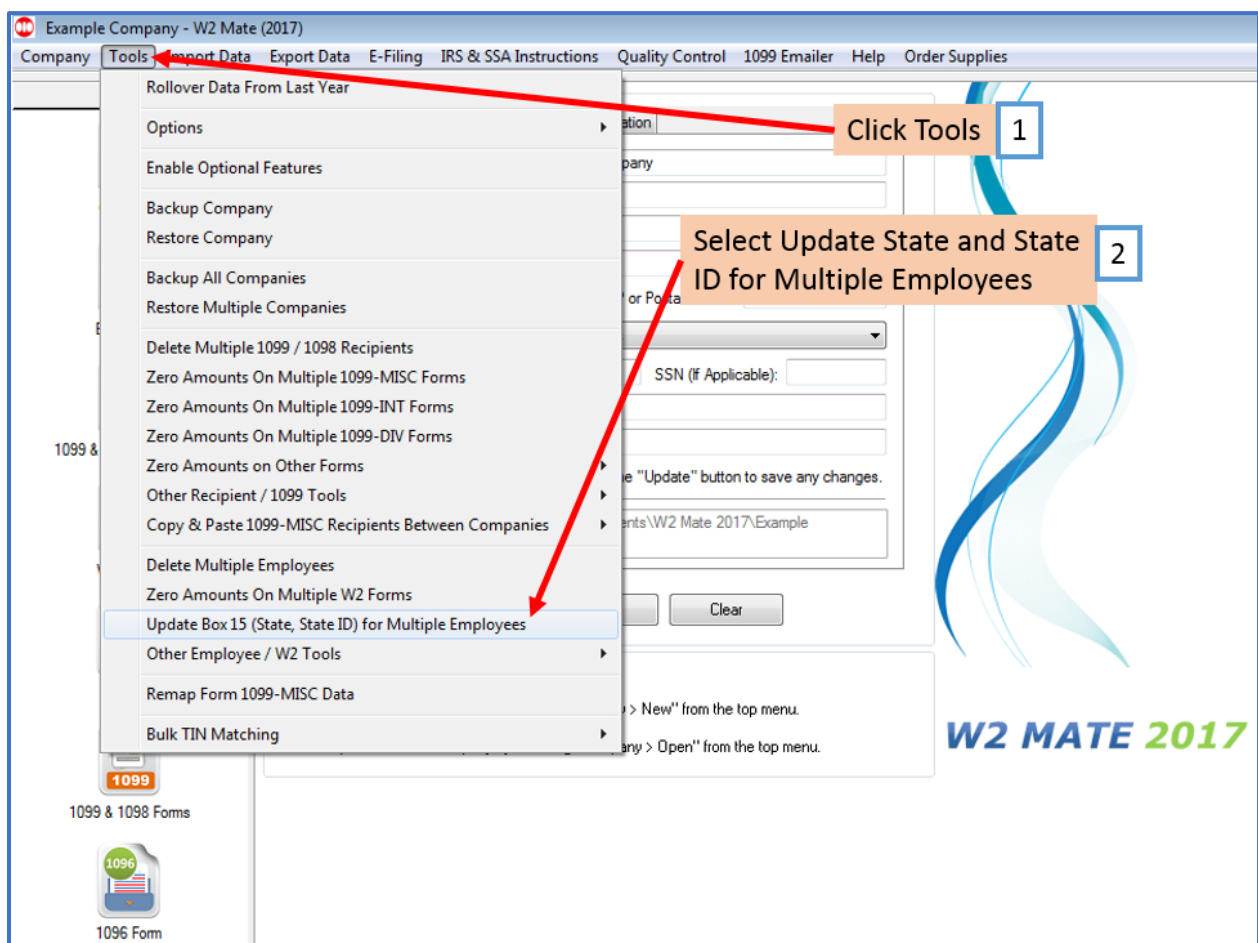 Example Company - W2 Mate (2017)
Company Tools Import Data Export Data E-Filing IRS & SSA Instructions Quality Control 1099 Emailer Help Order Supplies
Rollover Data From Last Year
Options
Enable Optional Features
Backup Company
Restore Company
Backup All Companies
Restore Multiple Companies
Delete Multiple 1099 / 1098 Recipients
Zero Amounts On Multiple 1099-MISC Forms
Zero Amounts On Multiple 1099-INT Forms
Zero Amounts On Multiple 1099-DIV Forms
Zero Amounts on Other Forms
Other Recipient / 1099 Tools
Copy & Paste 1099-MISC Recipients Between Companies
Delete Multiple Employees
Zero Amounts On Multiple W2 Forms
Update Box 15 (State, State ID) for Multiple Employees
Other Employee / W2 Tools
Remap Form 1099-MISC Data
Bulk TIN Matching
Click Tools 1
Select Update State and State
ID for Multiple Employees
2
ation
pany
or Posta
SSN (If Applicable):
"Update" button to save any changes.
ents\W2 Mate 2017\Example
Clear
> New" from the top menu.
any > Open" from the top menu.
W2 MATE 2017
1099 &
1099
1099 & 1098 Forms
1096
1096 Form